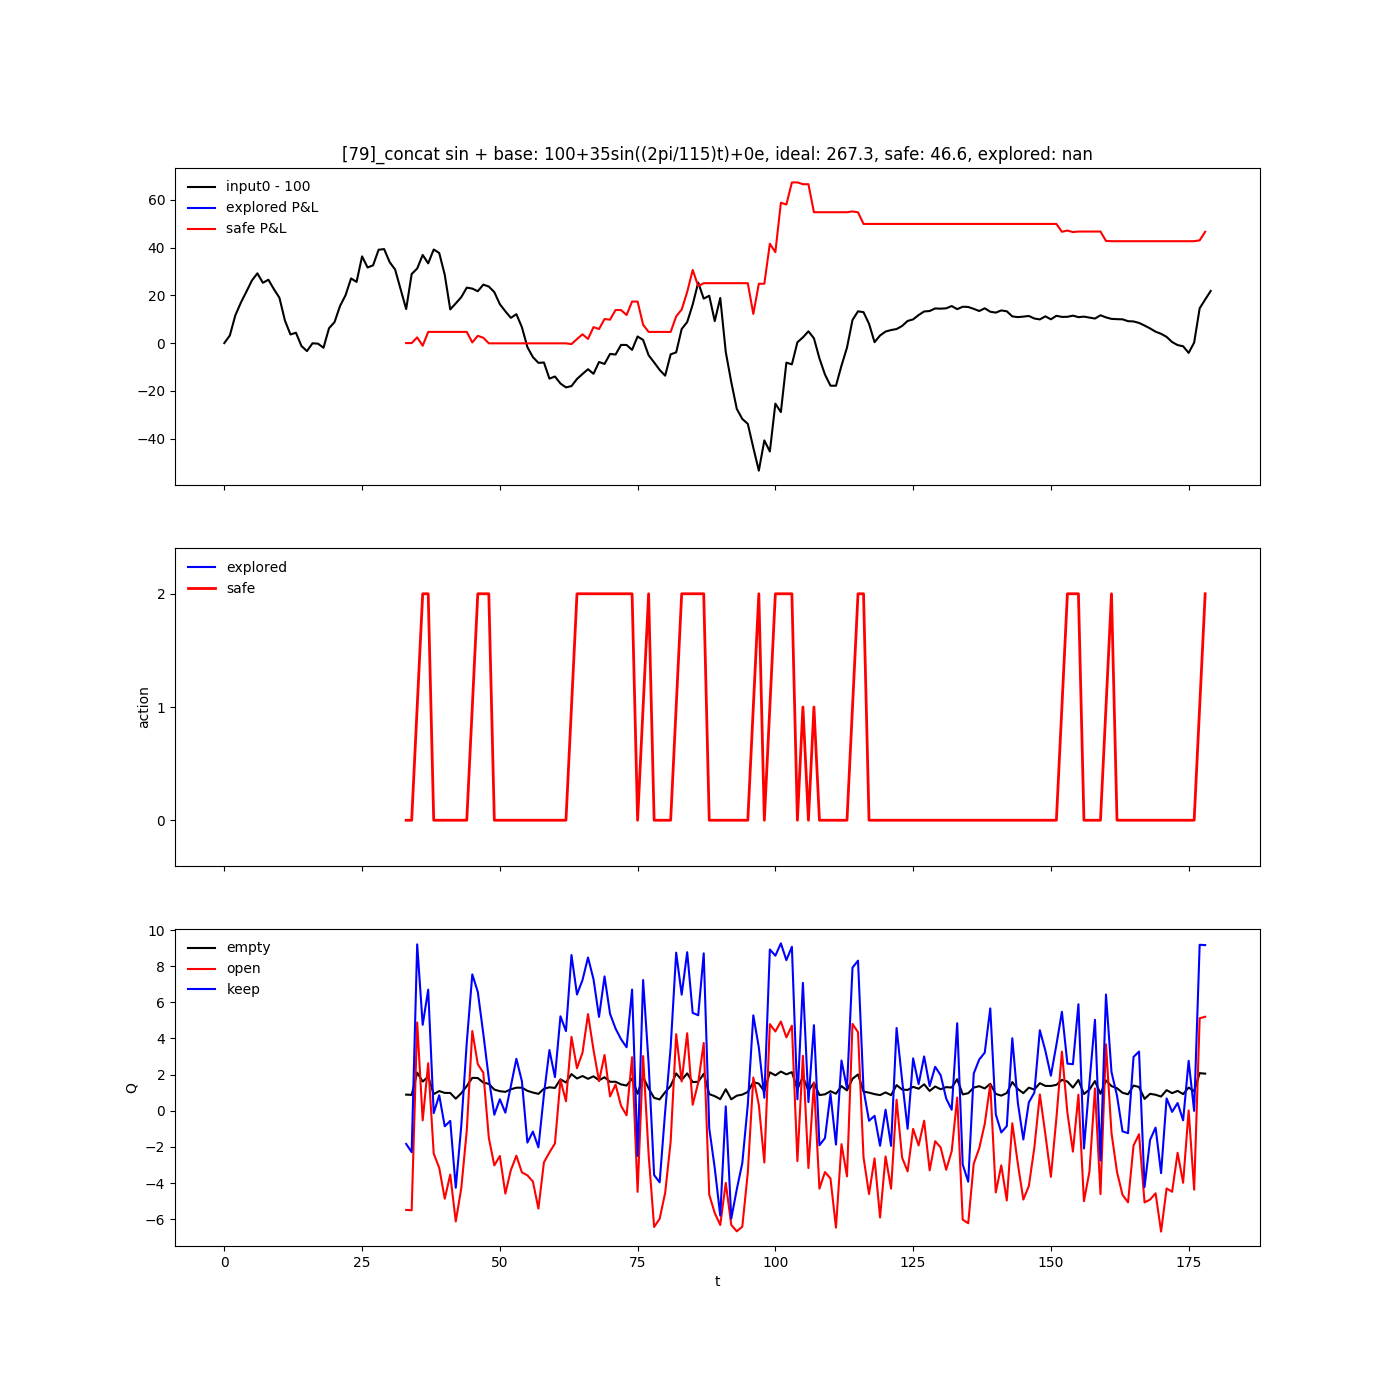 [79]_concat sin + base: 100+35sin((2pi/115)t)+0e, ideal: 267.3, safe: 46.6, explored: nan
input0 - 100
explored P&L
safe P&L
60
40
20
0
−20
−40
explored
safe
2
1
0
action
empty
open
keep
10
8
6
4
2
0
−2
−4
−6
Q
0 25 50 75 100 125 150 175
t